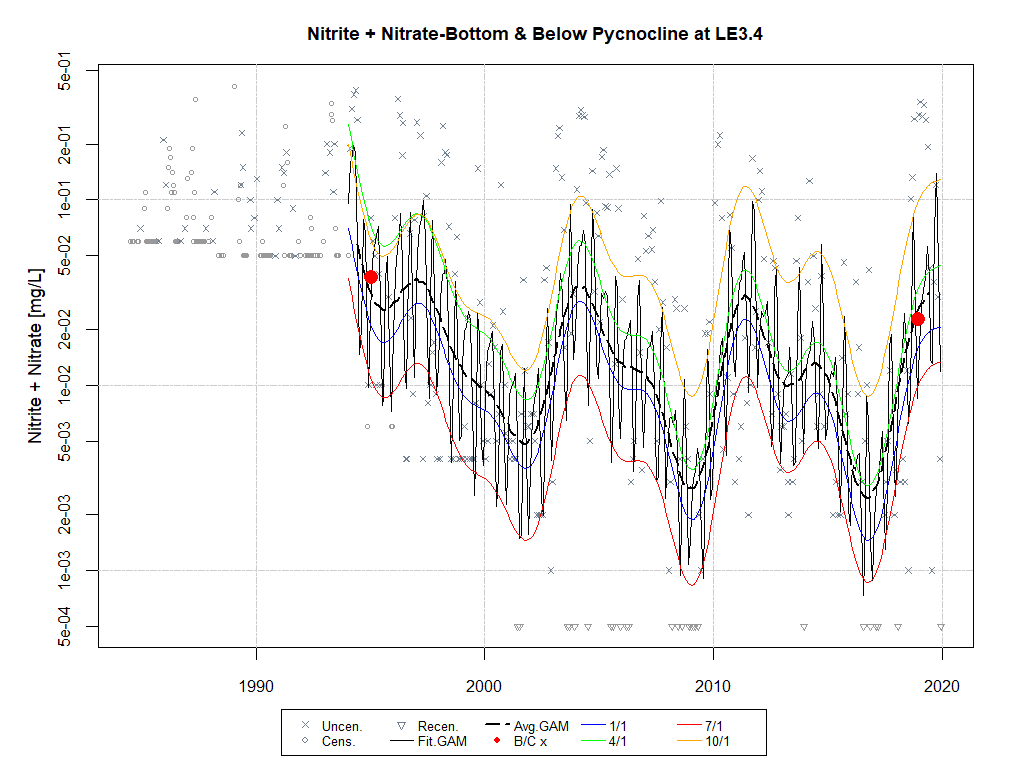 Nitrite + Nitrate-Bottom & Below Pycnocline at LE3.4
Nitrite + Nitrate [mg/L]
5e-01
2e-01
1e-01
5e-02
2e-02
1e-02
5e-03
2e-03
1e-03
5e-04
1990 2000 2010 2020
Uncen. Recen. Avg.GAM 1/1 7/1
Cens. Fit.GAM B/C x 4/1 10/1